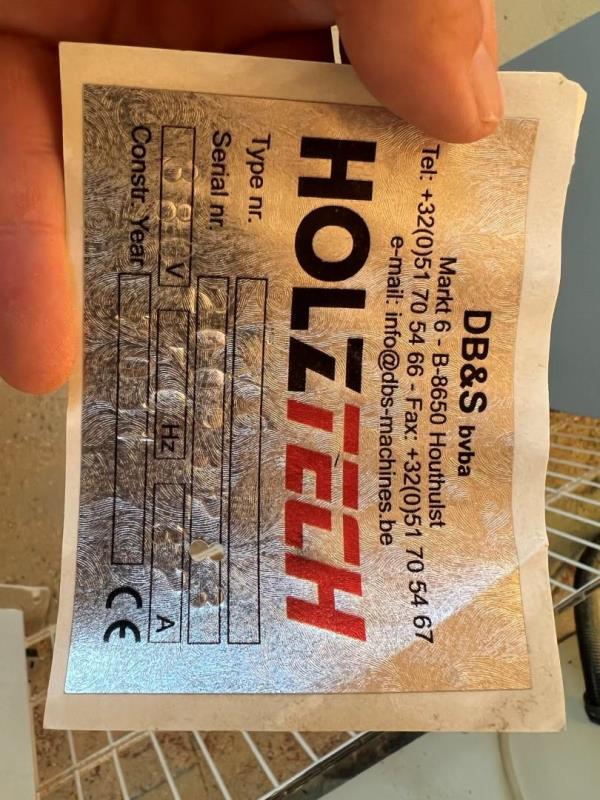 DB&S bvba
Markt 6 - B-8650 Houthulst
Tel: +32(0)51 70 54 66 - Fax: +32(0)51 70 54 67
e-mail: info@dbs-machines.be
HOLZTECH
Type nr.
Serial nr.
V Hz A
Constr. Year CE